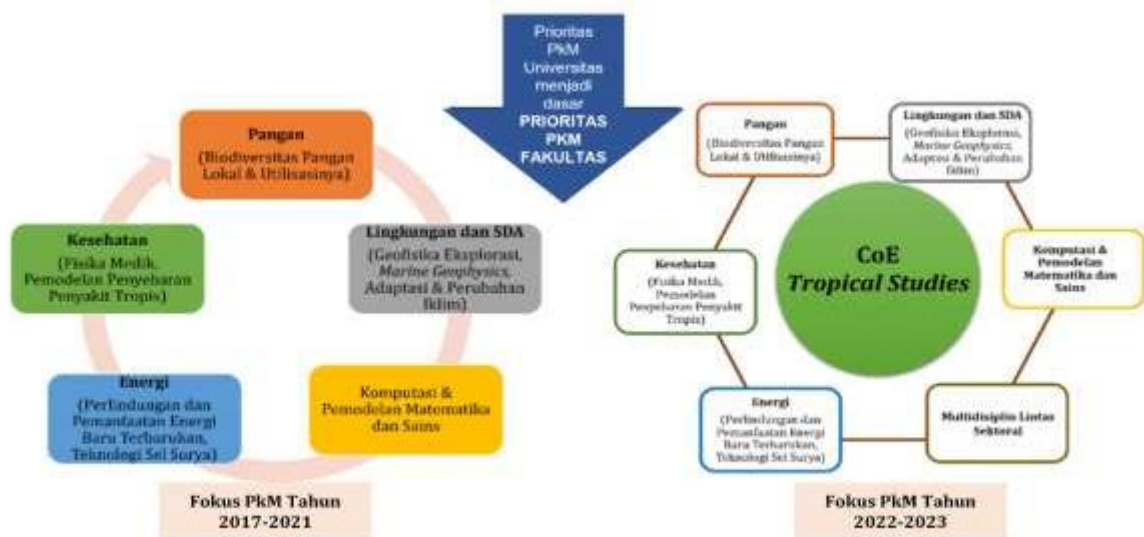 Prioritas
PkM
Universitas
menjadi
dasar
PRIORITAS
PKM
FAKULTAS
Pangan
(Biodiversitas Pangan
Lokal & Utilisasinya)
Kesehatan
(Fisika Medik,
Pemodelan Penyebaran
Penyakit Tropis)
Lingkungan dan SDA
(Geofisika Eksplorasi,
Marine Geophysics,
Adaptasi & Perubahan
Iklim)
Energi
(Perlindungan dan
Pemanfaatan Energi
Baru Terbarukan,
Teknologi Sel Surya)
Komputasi &
Pemodelan Matematika
dan Sains
Fokus PkM Tahun
2017-2021
Pangan
(Biodiversitas Pangan
Lokal & Utilisasinya)
Lingkungan dan SDA
(Geofisika Eksplorasi,
Marine Geophysics,
Adaptasi & Perubahan
Iklim)
Kesehatan
(Fisika Medik,
Pemodelan
Penyebaran Penyakit
Tropis)
CoE
Tropical Studies
Komputasi &
Pemodelan
Matematika dan
Sains
Energi
(Perlindungan dan
Pemanfaatan Energi
Baru Terbarukan,
Teknologi Sel Surya)
Multidisiplin Lintas
Sektoral
Fokus PkM Tahun
2022-2023